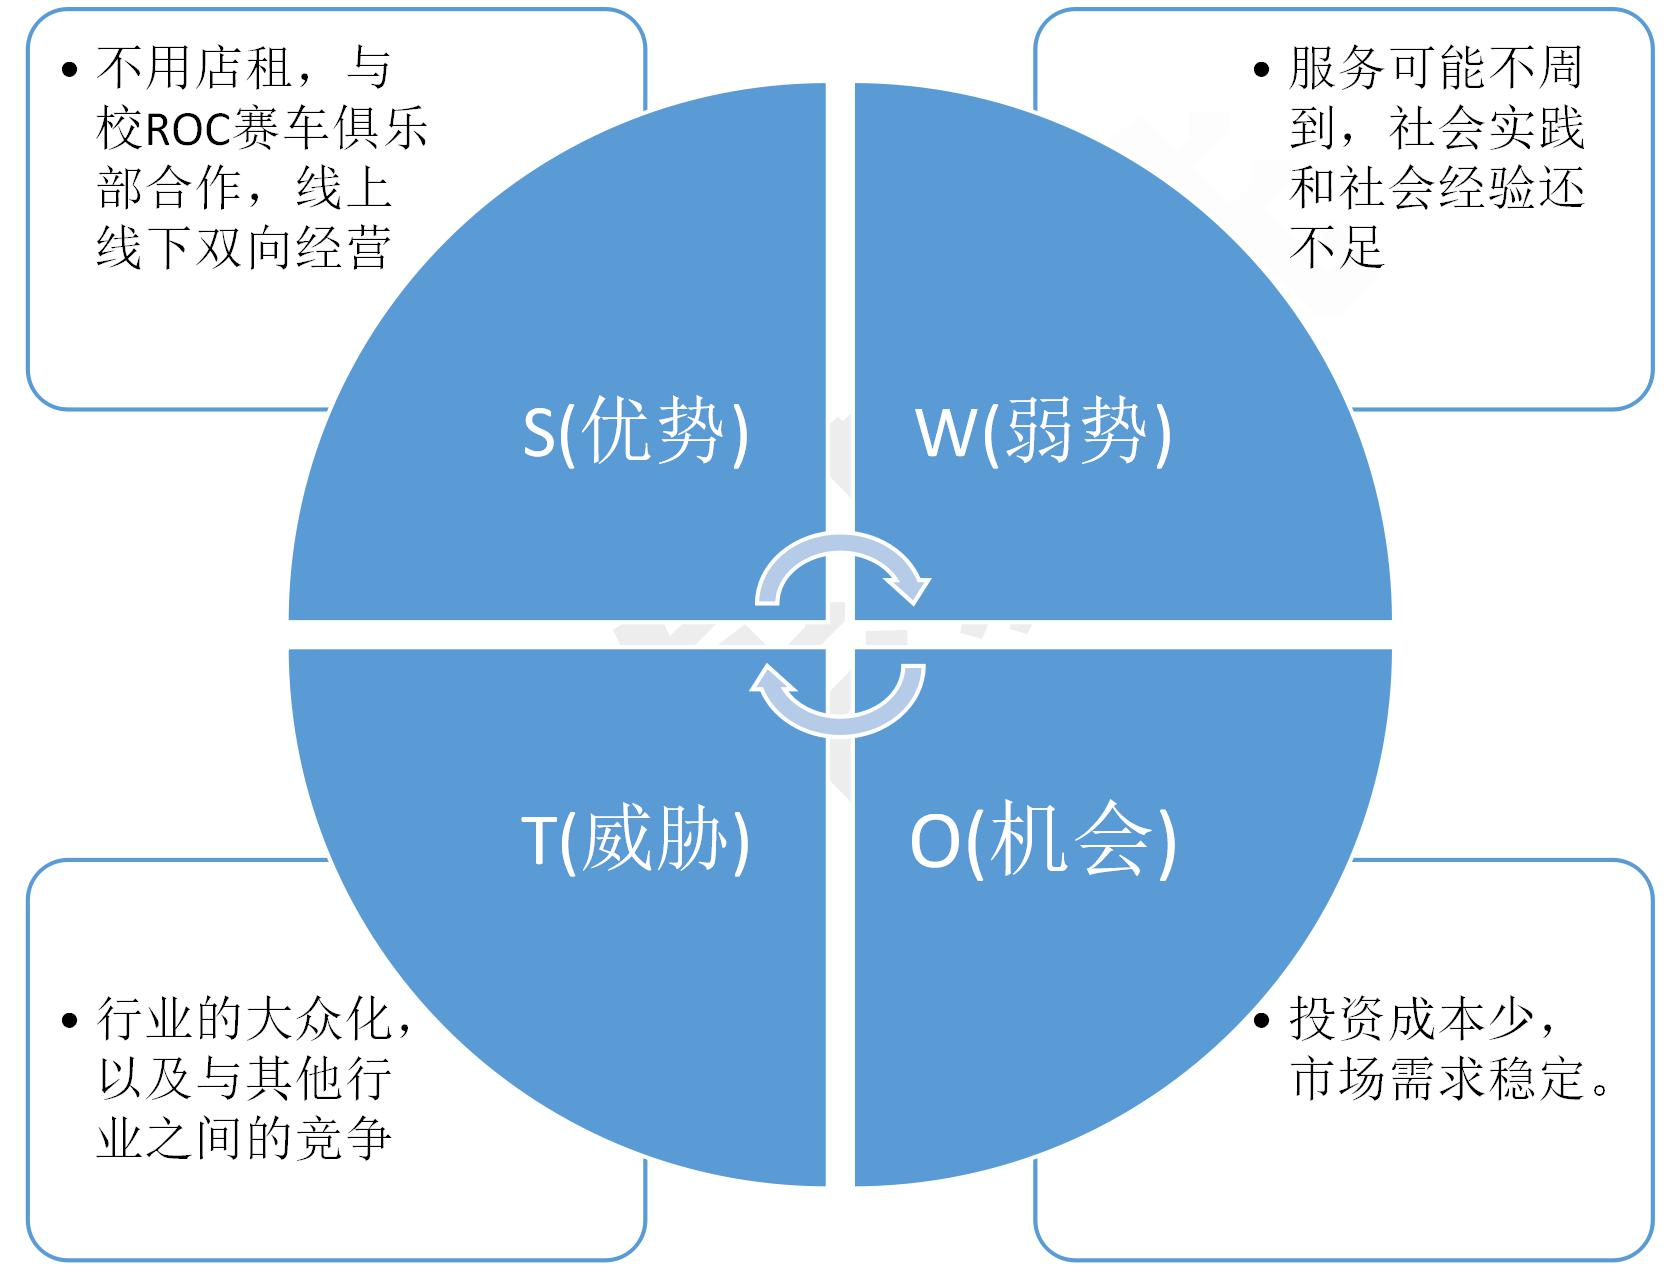 不用店租，与
校ROC赛车俱乐
部合作，线上
线下双向经营
服务可能不周
到，社会实践
和社会经验还
不足
S(优势)
W(弱势)
T(威胁)
O(机会)
行业的大众化，
以及与其他行
业之间的竞争
投资成本少，
市场需求稳定。